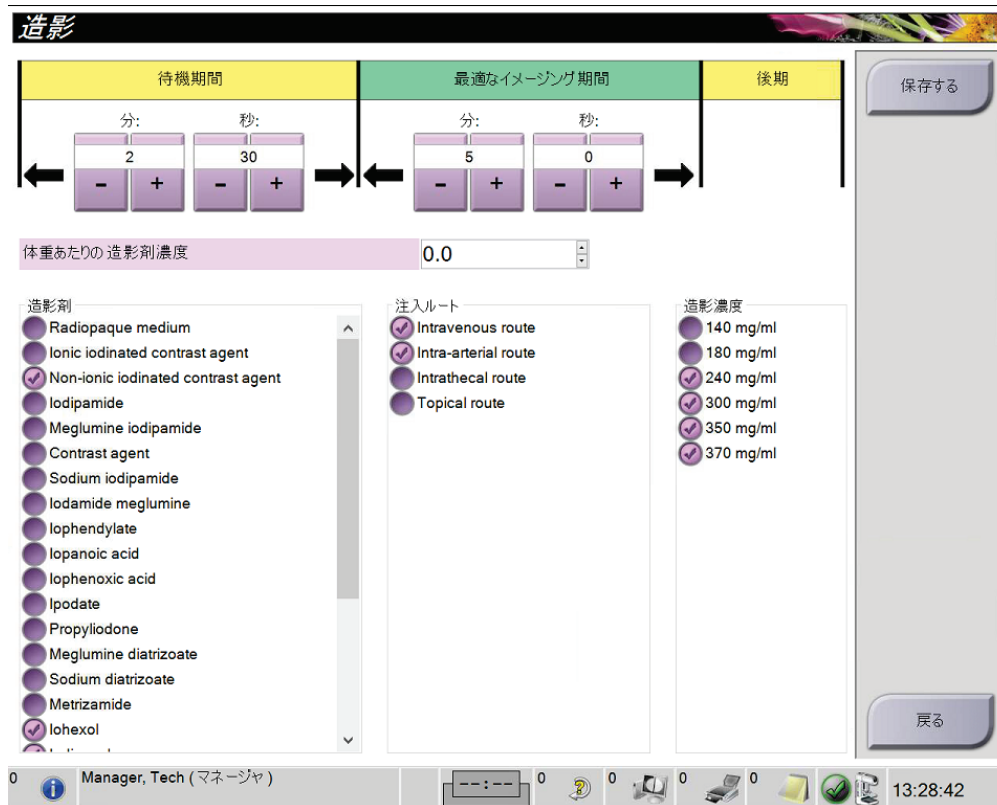 造影
待機期間
最適なイメージング期間
後期
保存する
分:
秒:
分:
秒:
2
30
5
0
- + - + - + - +
体重あたりの造影剤濃度
0.0
造影剤
Radiopaque medium
Ionic iodinated contrast agent
Non-ionic iodinated contrast agent
Iodipamide
Meglumine iodipamide
Contrast agent
Sodium iodipamide
Iodamide meglumine
Iophendylate
Iopanoic acid
Iophenoxic acid
Ipodate
Propyliodone
Meglumine diatrizoate
Sodium diatrizoate
Metrizamide
Iohexol
注入ルート
Intravenous route
Intra-arterial route
Intrathecal route
Topical route
造影濃度
140 mg/ml
180 mg/ml
240 mg/ml
300 mg/ml
350 mg/ml
370 mg/ml
戻る
0
Manager, Tech (マネージャ)
--:--
0
0
0
0
13:28:42